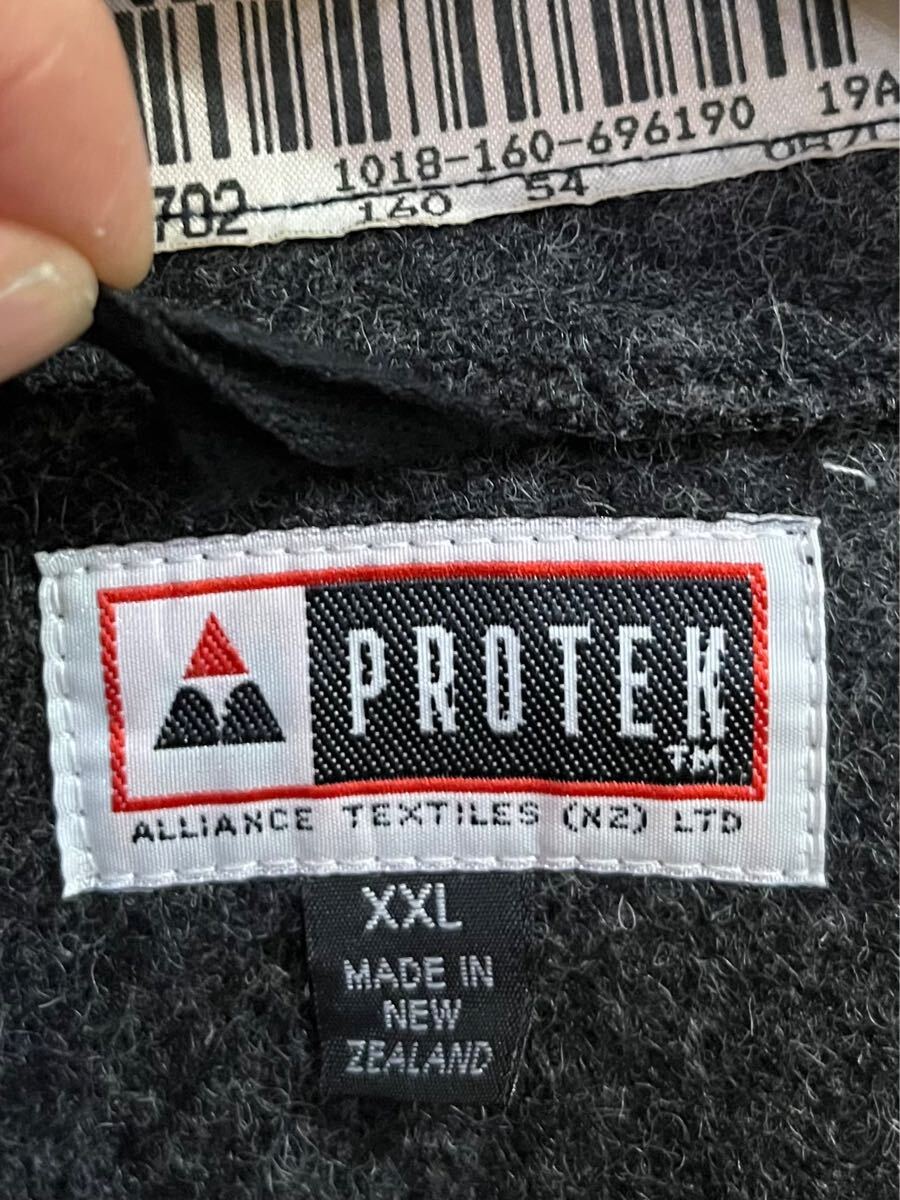 1018-160-696190 19A
702 160 54
PROTEK
TM
ALLIANCE TEXTILES (NZ) LTD
XXL
MADE IN
NEW
ZEALAND